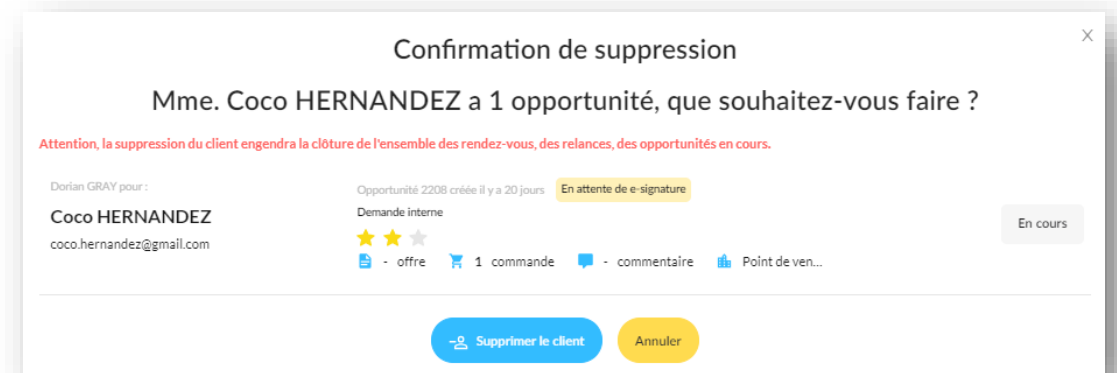 Confirmation de suppression
X
Mme. Coco HERNANDEZ a 1 opportunité, que souhaitez-vous faire ?
Attention, la suppression du client engendra la clôture de l'ensemble des rendez-vous, des relances, des opportunités en cours.
Dorian GRAY pour :
Coco HERNANDEZ
coco.hernandez@gmail.com
Opportunité 2208 créée il y a 20 jours En attente de e-signature
Demande interne
- offre 1 commande - commentaire Point de ven...
En cours
Supprimer le client Annuler